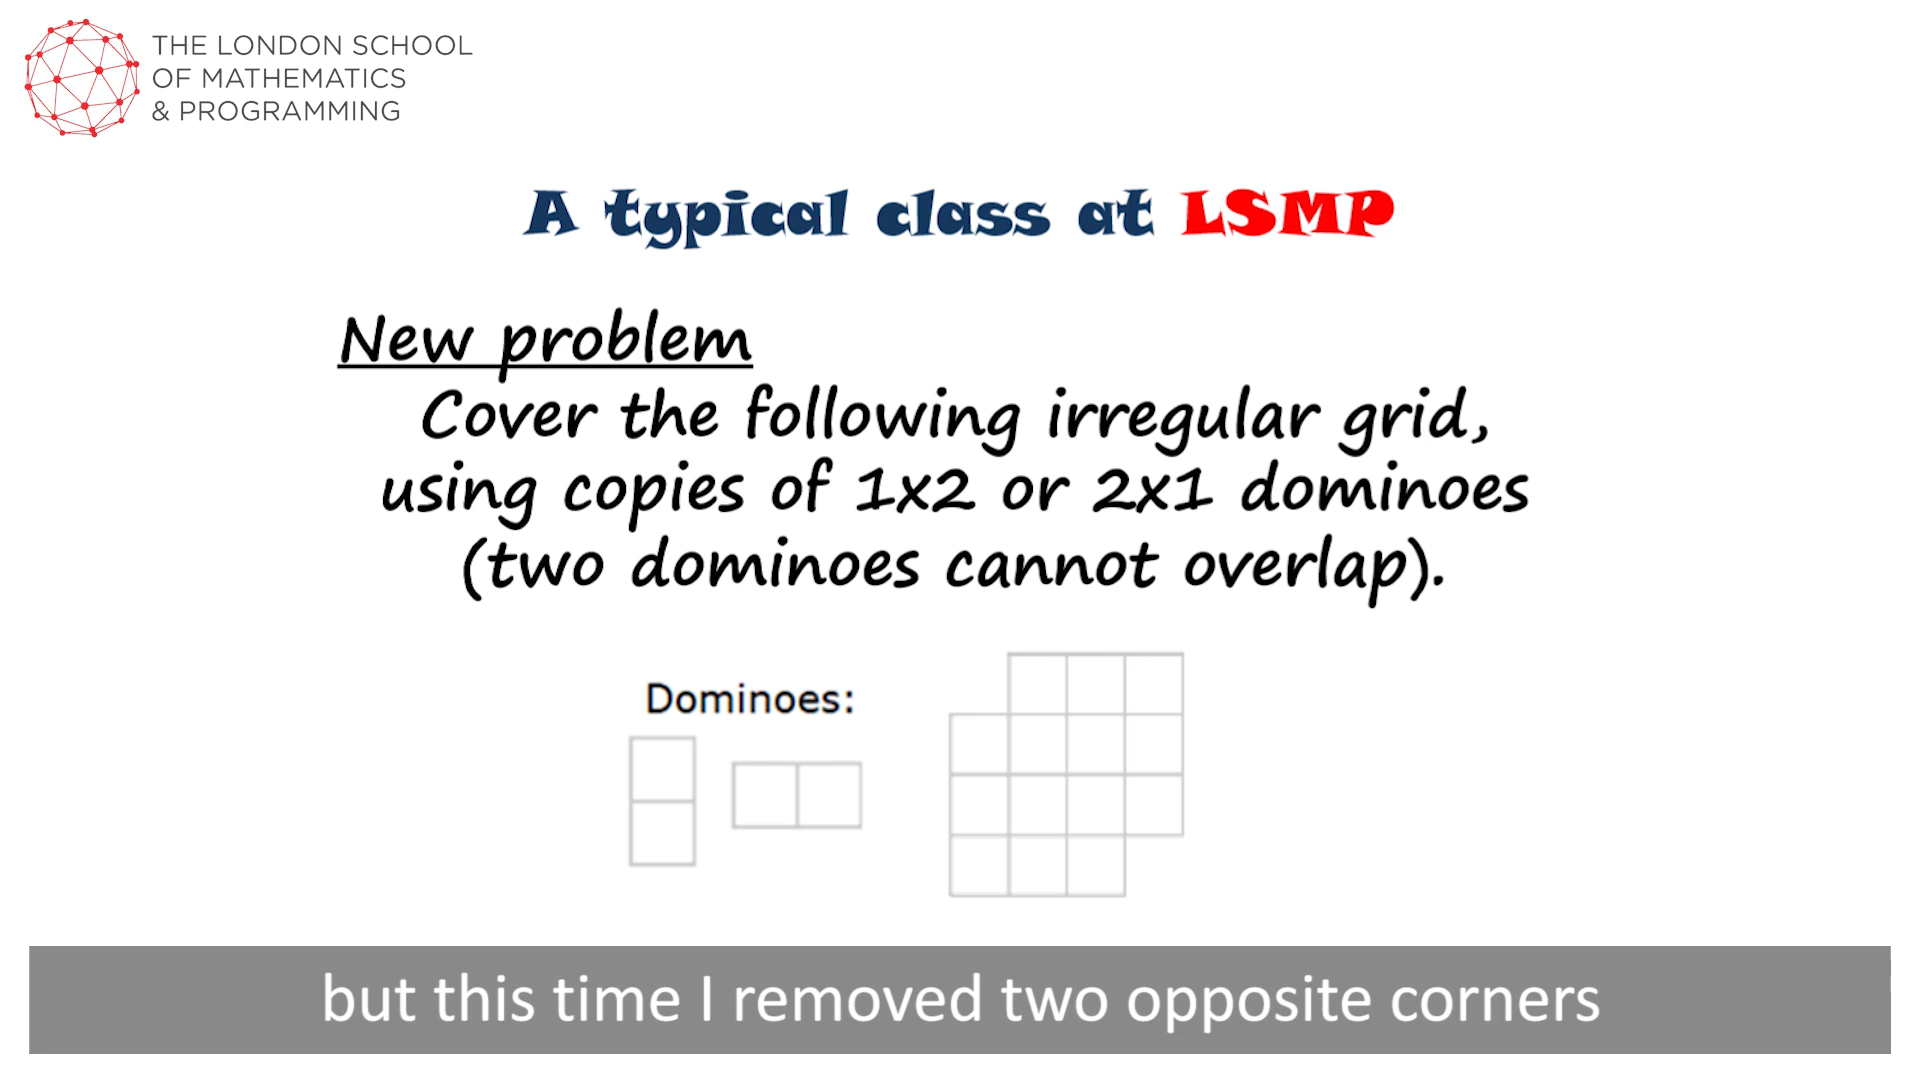 THE LONDON SCHOOL
OF MATHEMATICS
& PROGRAMMING
A typical class at LSMP
New problem
Cover the following irregular grid,
using copies of 1x2 or 2x1 dominoes
(two dominoes cannot overlap).
Dominoes:
but this time I removed two opposite corners